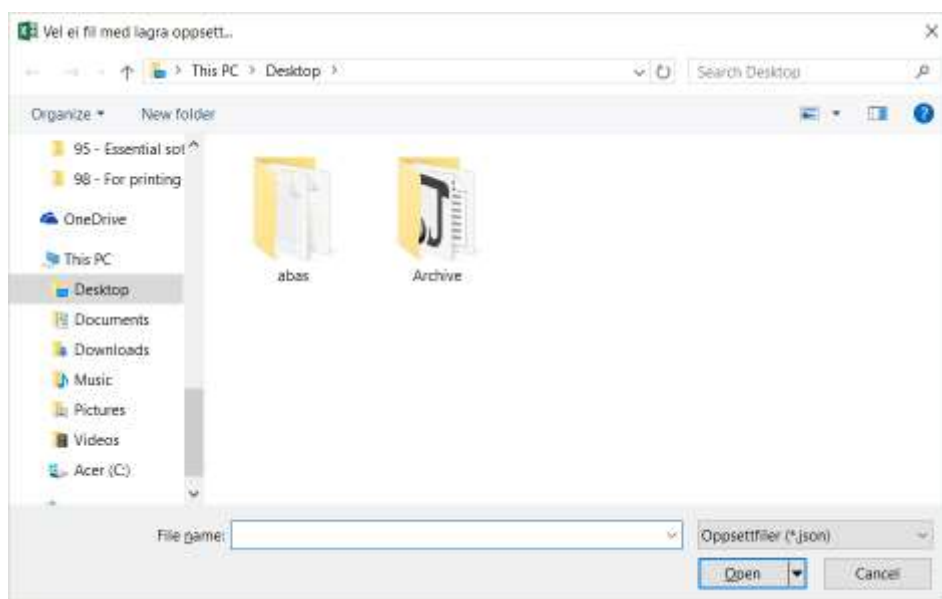 Vel ei fil med lagra oppsett...
This PC > Desktop >
Search Desktop
Organize
New folder
95 - Essential sof
98 - For printing
OneDrive
This PC
Desktop
Documents
Downloads
Music
Pictures
Videos
Acer (C:)
abas
Archive
File name:
Oppsettfiler (*.json)
Open
Cancel